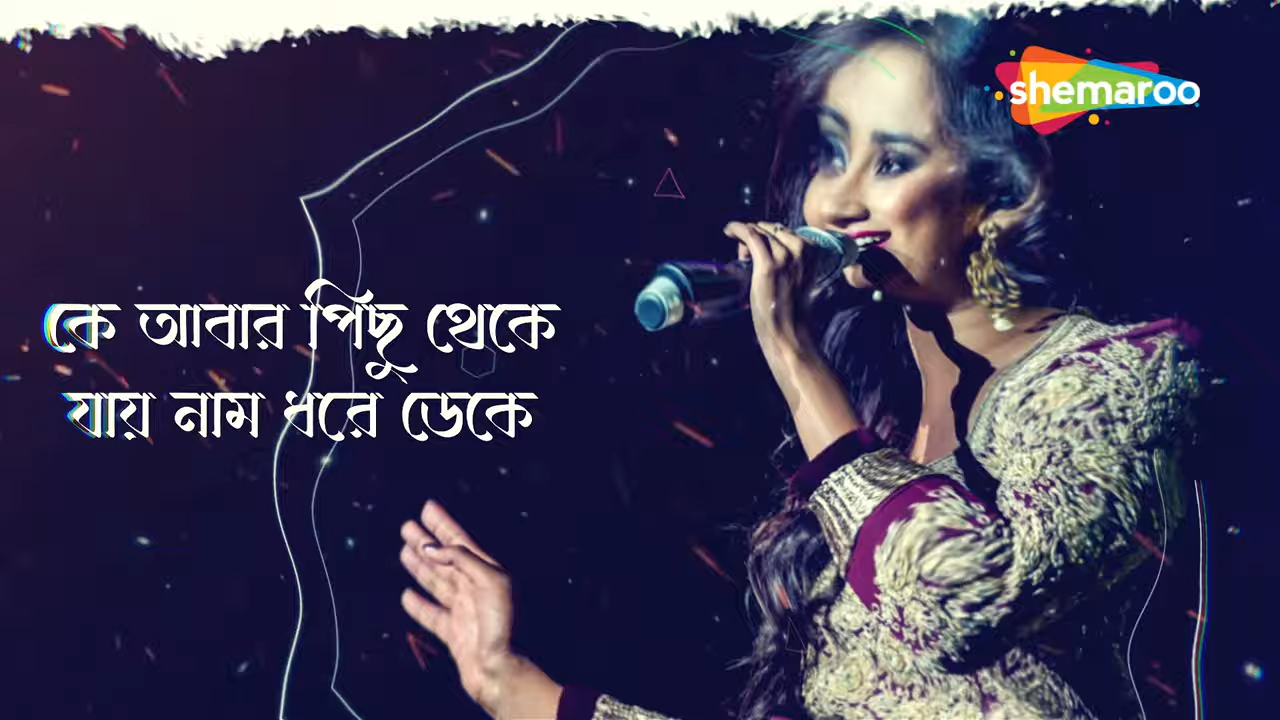 shemaroo
কে আবার পিছু থেকে
যায় নাম ধরে ডেকে